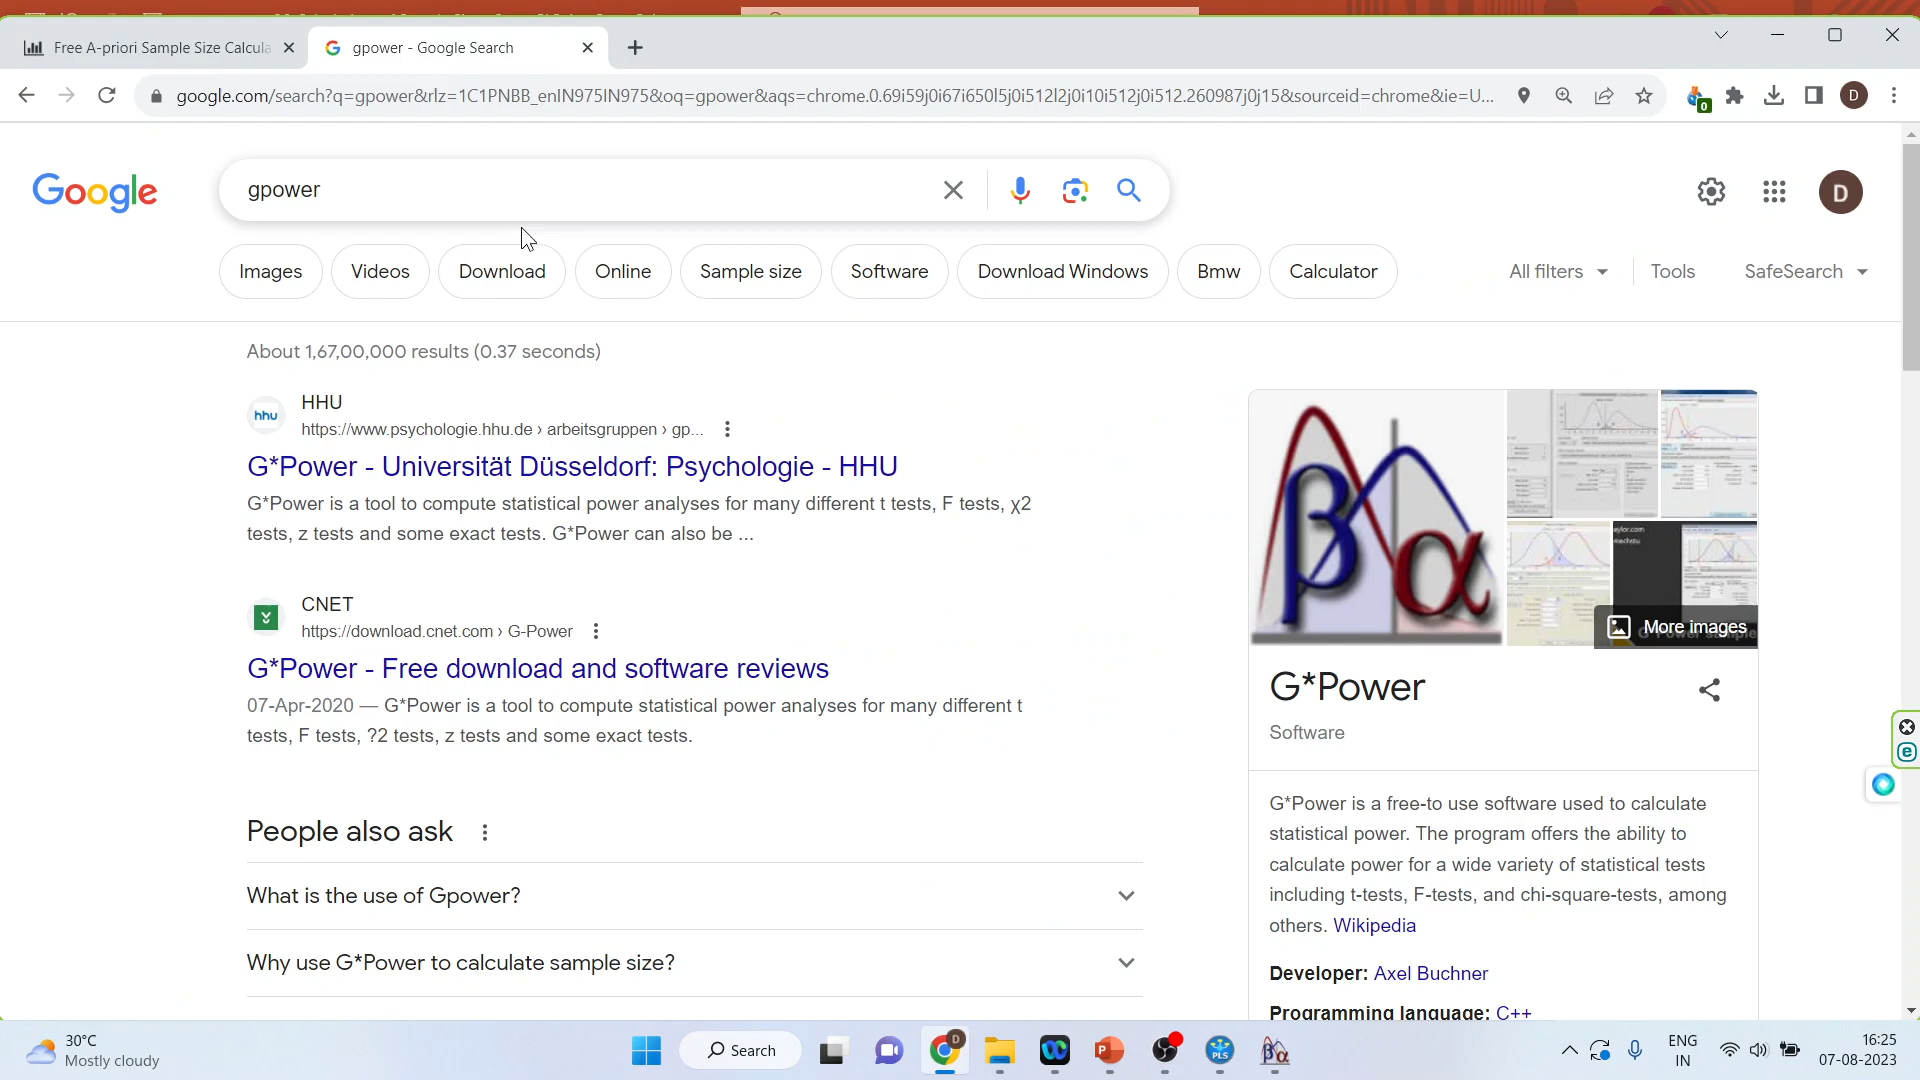 Free A-priori Sample Size Calcula
gpower - Google Search
google.com/search?q=gpower&rlz=1C1PNBB_enIN975IN975&oq=gpower&aqs=chrome.0.69i59j0i67i650l5j0i512l2j0i10i512j0i512.260987j0j15&sourceid=chrome&ie=U...
0
D
Google
gpower
D
Images
Videos
Download
Online
Sample size
Software
Download Windows
Bmw
Calculator
All filters
Tools
SafeSearch
About 1,67,00,000 results (0.37 seconds)
hhu
HHU
https://www.psychologie.hhu.de › arbeitsgruppen › gp...
G*Power - Universität Düsseldorf: Psychologie - HHU
G*Power is a tool to compute statistical power analyses for many different t tests, F tests, χ2
tests, z tests and some exact tests. G*Power can also be ...
CNET
https://download.cnet.com › G-Power
G*Power - Free download and software reviews
07-Apr-2020 — G*Power is a tool to compute statistical power analyses for many different t
tests, F tests, ?2 tests, z tests and some exact tests.
People also ask
What is the use of Gpower?
Why use G*Power to calculate sample size?
β α
More images
G*Power
Software
G*Power is a free-to use software used to calculate
statistical power. The program offers the ability to
calculate power for a wide variety of statistical tests
including t-tests, F-tests, and chi-square-tests, among
others. Wikipedia
Developer: Axel Buchner
Programming language: C++
30°C
Mostly cloudy
Search
D
PLS
ENG
IN
16:25
07-08-2023